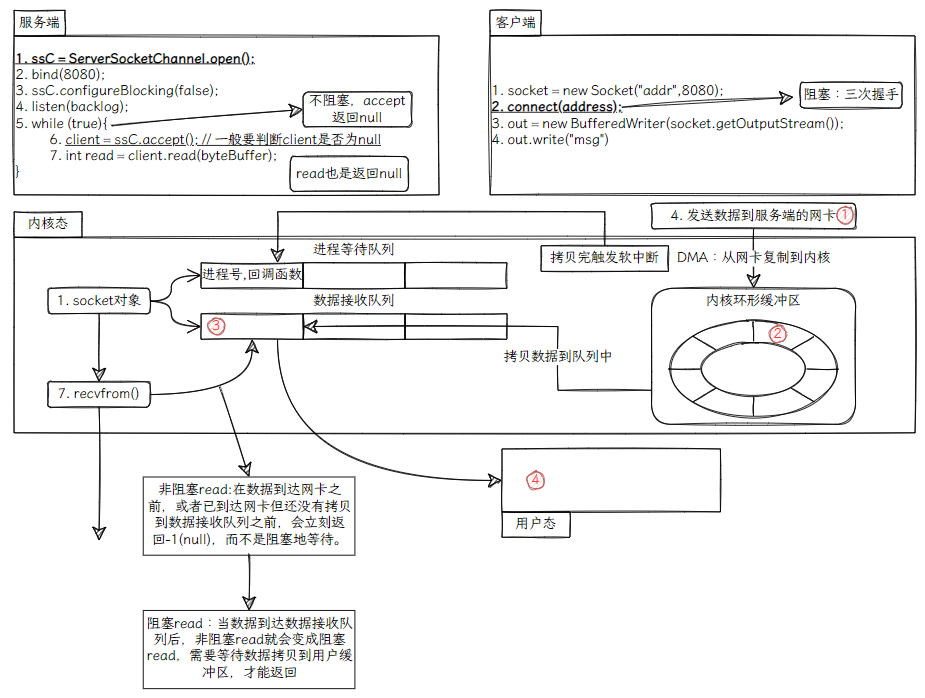 服务端
1. ssC = ServerSocketChannel.open();
2. bind(8080);
3. ssC.configureBlocking(false);
4. listen(backlog);
5. while (true){
6. client = ssC.accept(); // 一般要判断client是否为null
7. int read = client.read(byteBuffer);
}
不阻塞，accept
返回null
read也是返回null
客户端
1. socket = new Socket("addr",8080);
2. connect(address);
3. out = new BufferedWriter(socket.getOutputStream());
4. out.write("msg")
阻塞：三次握手
内核态
4. 发送数据到服务端的网卡①
进程等待队列
进程号,回调函数
拷贝完触发软中断
DMA：从网卡复制到内核
1. socket对象
数据接收队列
③
内核环形缓冲区
②
拷贝数据到队列中
7. recvfrom()
④
用户态
非阻塞read:在数据到达网卡之
前，或者已到达网卡但还没有拷贝
到数据接收队列之前，会立刻返
回-1(null)，而不是阻塞地等待。
阻塞read：当数据到达数据接收队
列后，非阻塞read就会变成阻塞
read，需要等待数据拷贝到用户缓
冲区，才能返回